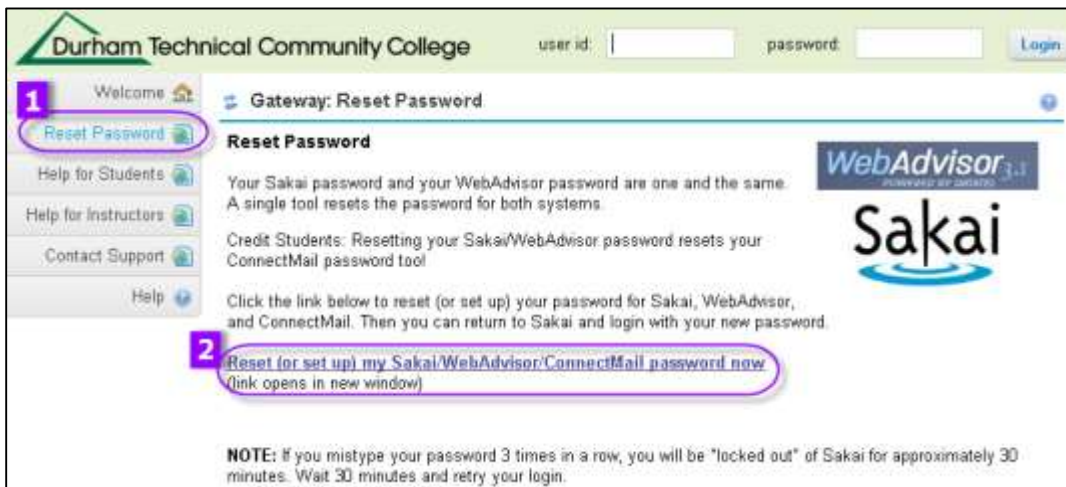 Durham Technical Community College
user id:
password:
Login
1
Welcome
Reset Password
Help for Students
Help for Instructors
Contact Support
Help
Gateway: Reset Password
Reset Password
WebAdvisor 3.1
Sakai
Your Sakai password and your WebAdvisor password are one and the same.
A single tool resets the password for both systems.
Credit Students: Resetting your Sakai/WebAdvisor password resets your
ConnectMail password too!
Click the link below to reset (or set up) your password for Sakai, WebAdvisor,
and ConnectMail. Then you can return to Sakai and login with your new password.
2
Reset (or set up) my Sakai/WebAdvisor/ConnectMail password now
(link opens in new window)
NOTE: If you mistype your password 3 times in a row, you will be "locked out" of Sakai for approximately 30
minutes. Wait 30 minutes and retry your login.